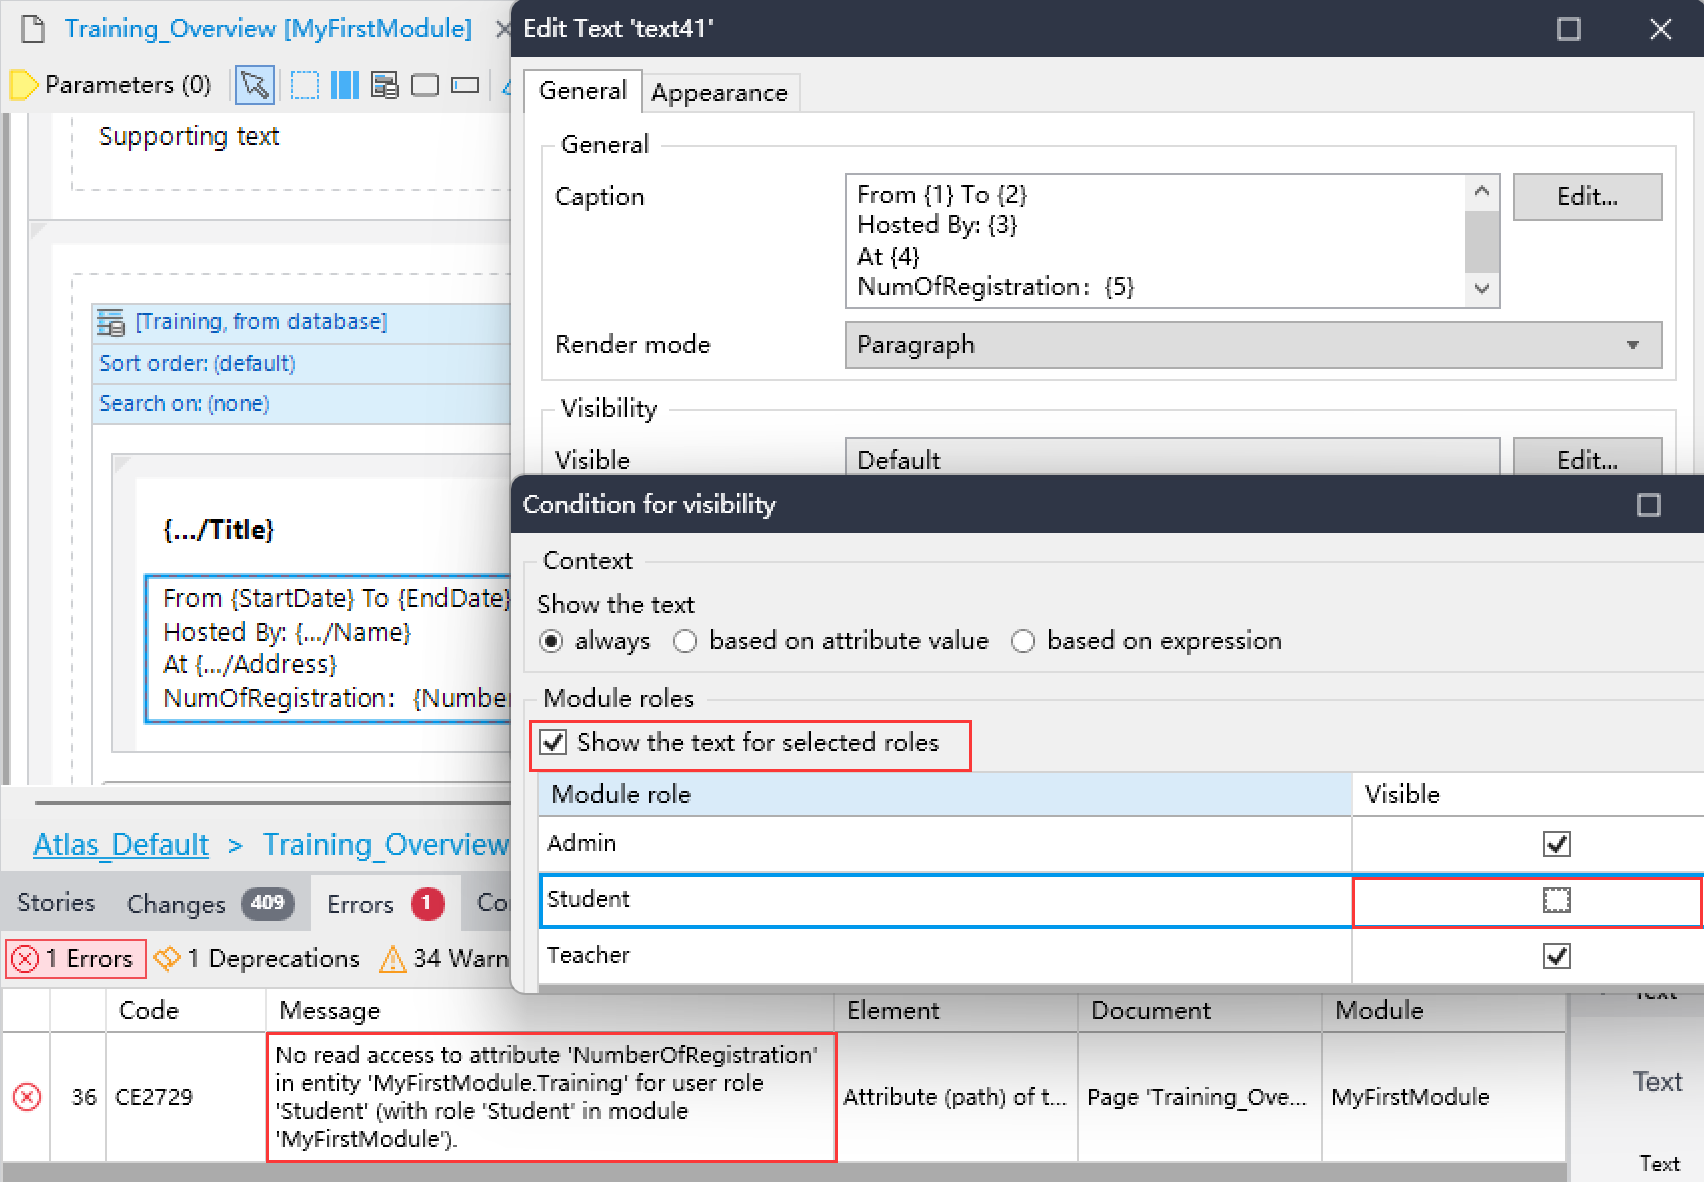 Training_Overview [MyFirstModule]
Parameters (0)
Supporting text
[Training, from database]
Sort order: (default)
Search on: (none)
{.../Title}
From {StartDate} To {EndDate}
Hosted By: {.../Name}
At {.../Address}
NumOfRegistration： {Number
Atlas_Default > Training_Overview
Edit Text 'text41'
General
Appearance
General
Caption
From {1} To {2}
Hosted By: {3}
At {4}
NumOfRegistration：{5}
Edit...
Render mode
Paragraph
Visibility
Visible
Default
Edit...
Condition for visibility
Context
Show the text
always
based on attribute value
based on expression
Module roles
Show the text for selected roles
Module role
Visible
Admin
Student
Teacher
Stories
Changes 409
Errors 1
Co
1 Errors
1 Deprecations
34 Warn
Code
Message
Element
Document
Module
36
CE2729
No read access to attribute 'NumberOfRegistration'
in entity 'MyFirstModule.Training' for user role
'Student' (with role 'Student' in module
'MyFirstModule').
Attribute (path) of t...
Page 'Training_Ove...
MyFirstModule
Text
Text